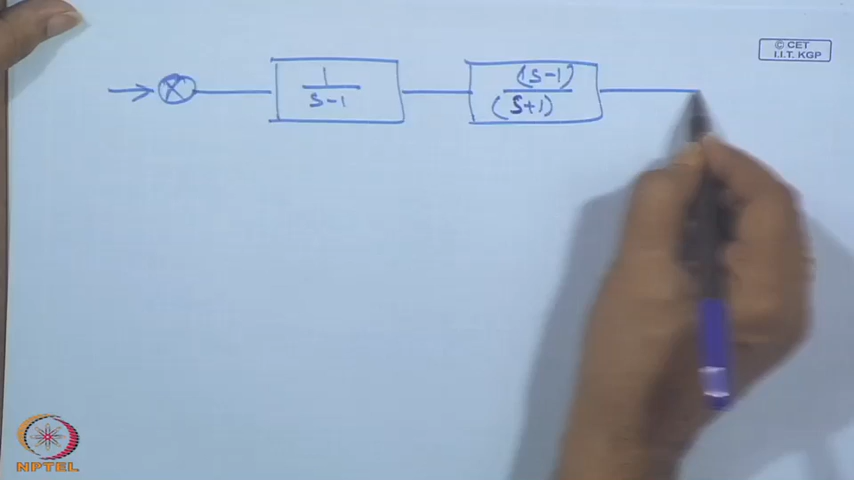 © CET
I.I.T. KGP
1
s-1
(s-1)
(s+1)
NPTEL